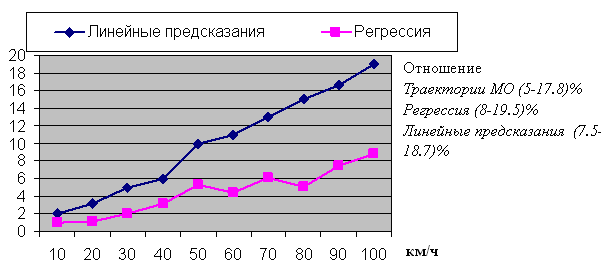 Линейные предсказания Регрессия
20
18
16
14
12
10
8
6
4
2
0
10 20 30 40 50 60 70 80 90 100
км/ч
Отношение
Траектории МО (5-17.8)%
Регрессия (8-19.5)%
Линейные предсказания (7.5-
18.7)%